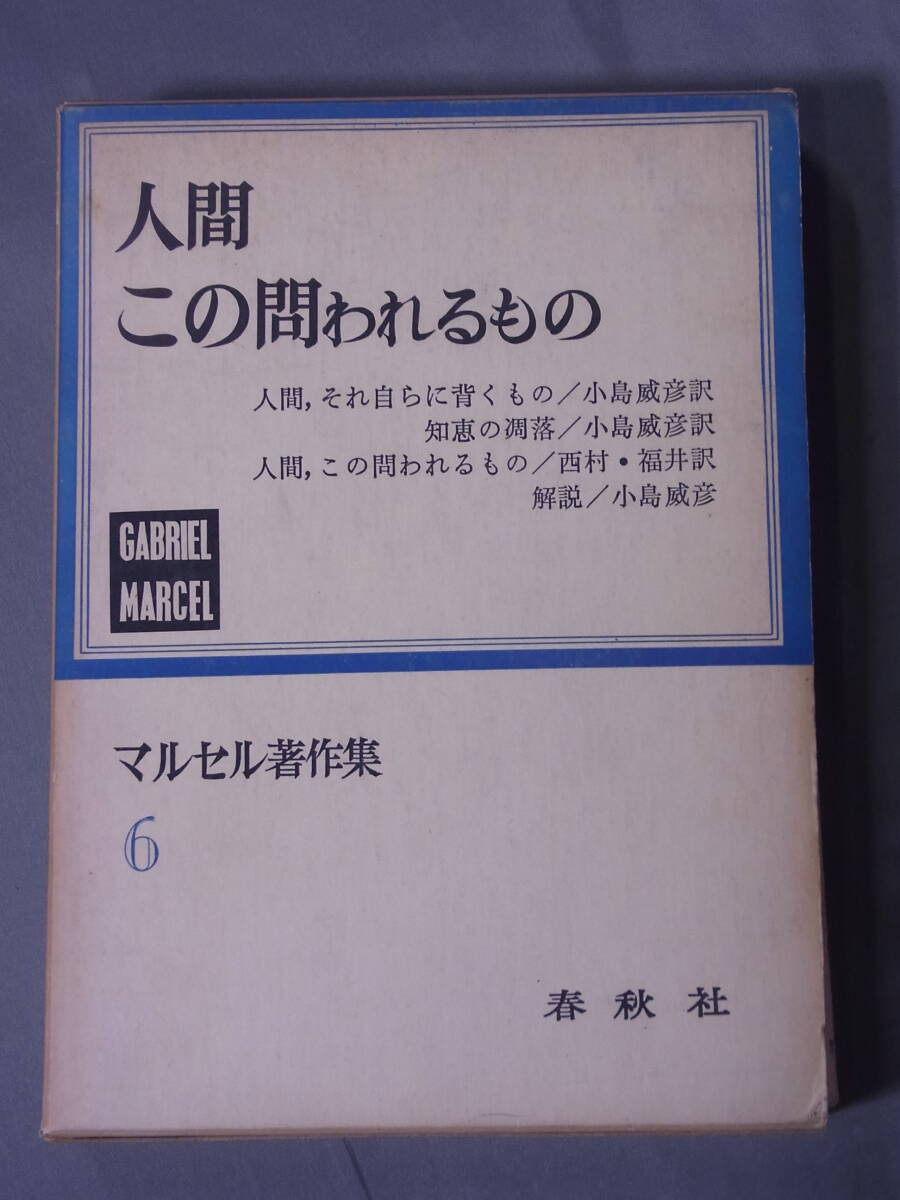 人間
この問われるもの
人間,それ自らに背くもの/小島威彦訳
知恵の凋落/小島威彦訳
人間,この問われるもの/西村・福井訳
解説/小島威彦
GABRIEL
MARCEL
マルセル著作集
6
春秋社